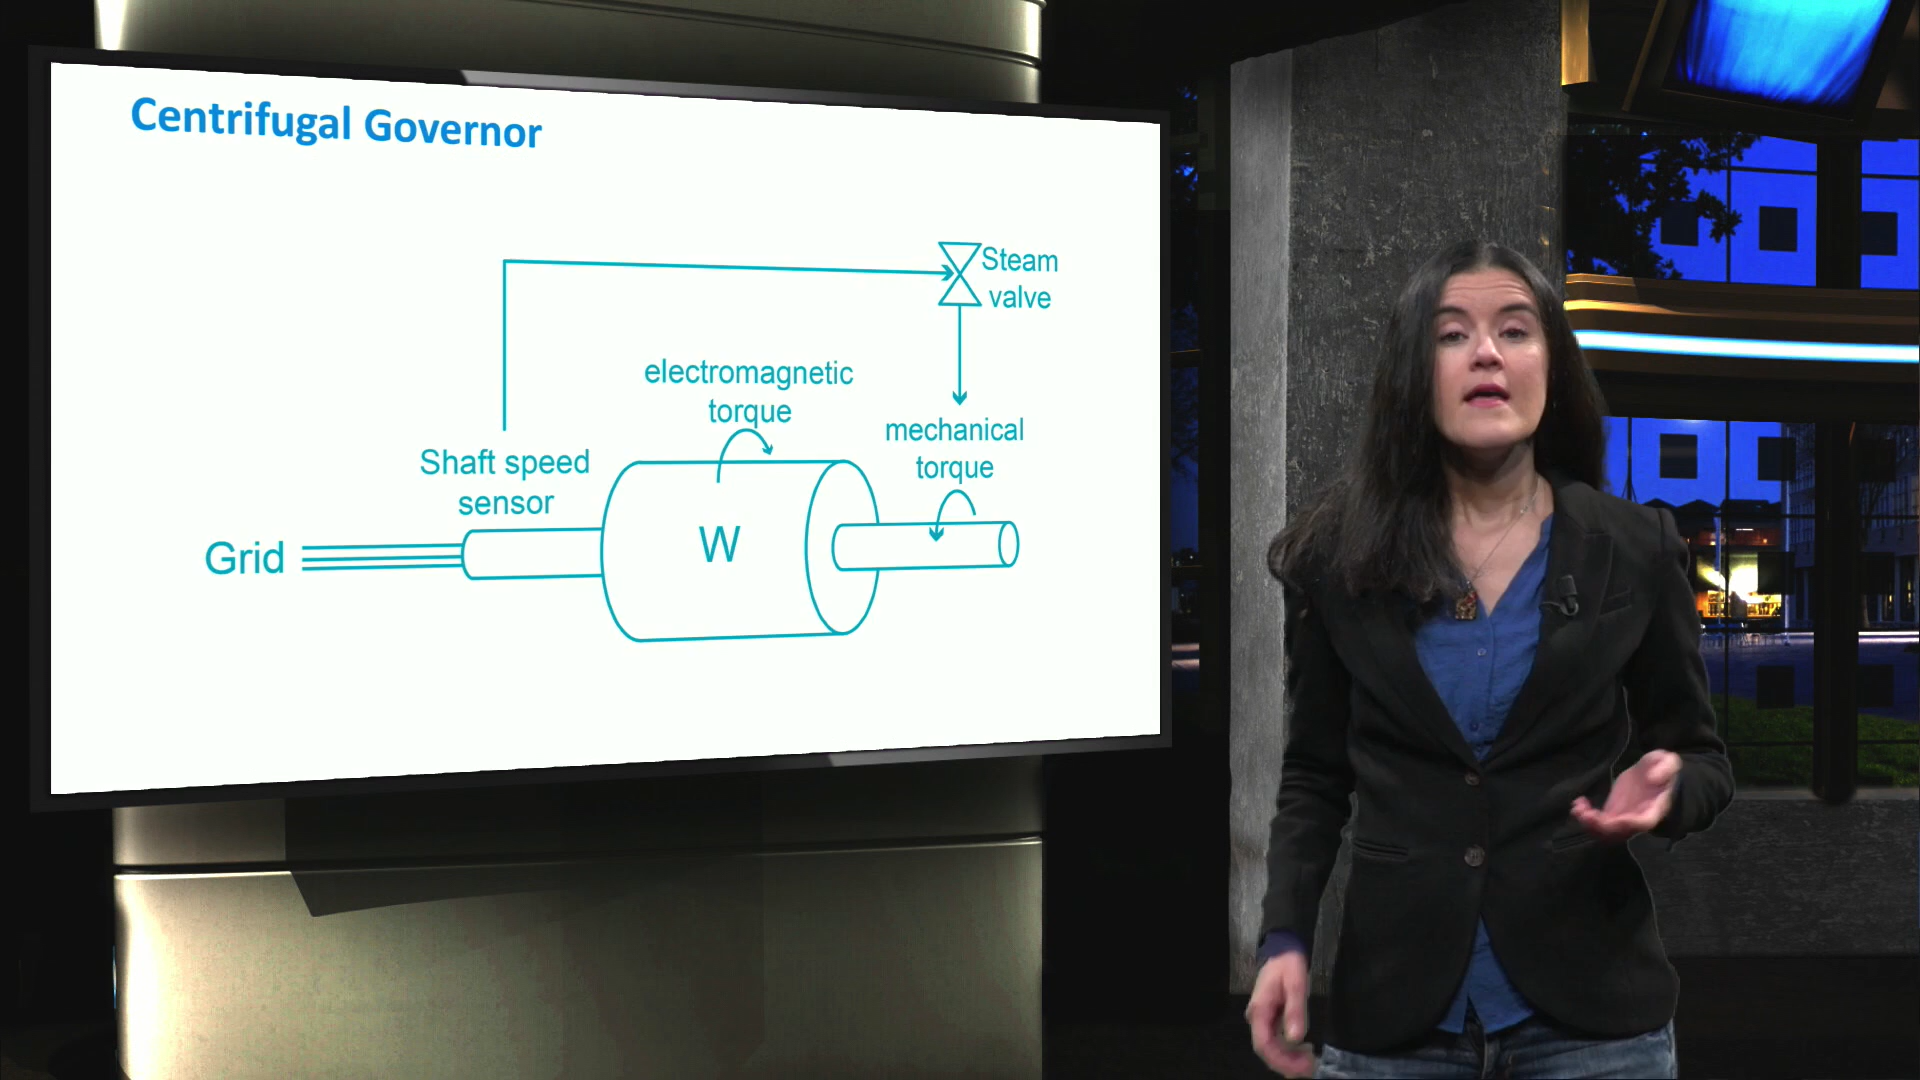 Centrifugal Governor
Steam
valve
electromagnetic
torque
mechanical
torque
Shaft speed
sensor
Grid
W